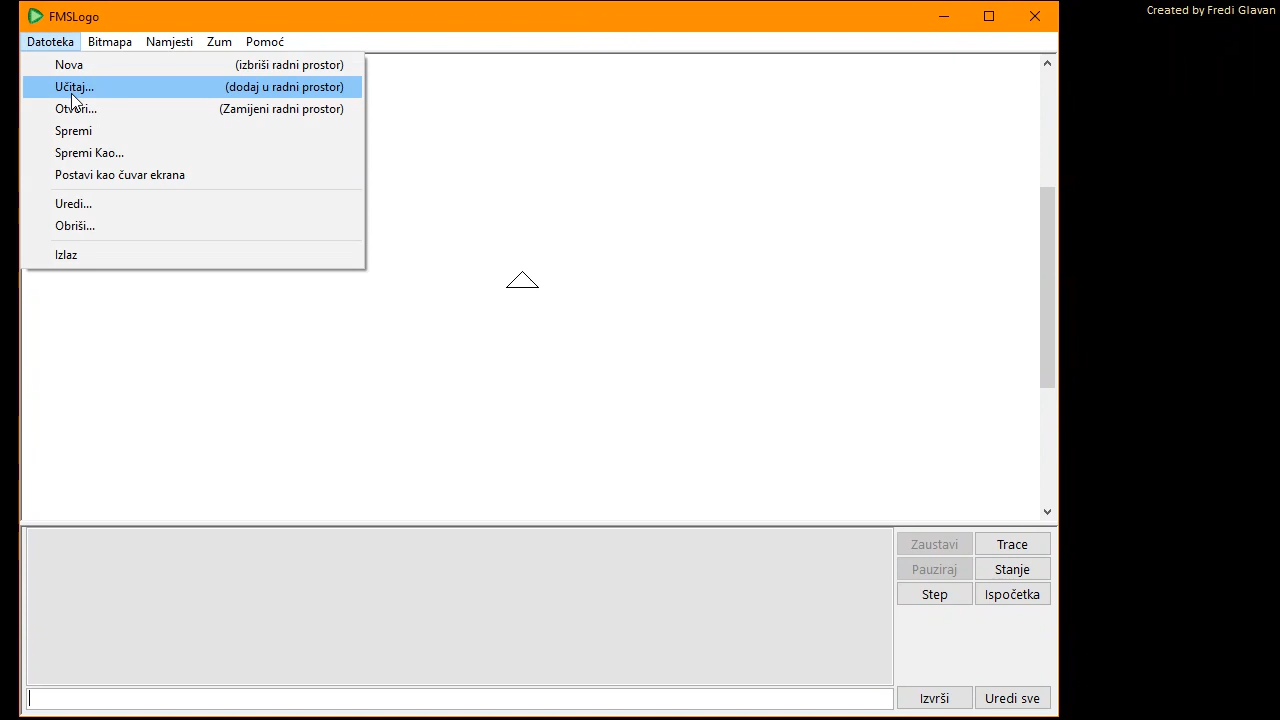 Created by Fredi Glavan
FMSLogo
Datoteka Bitmapa Namjesti Zum Pomoć
Nova (izbriši radni prostor)
Učitaj... (dodaj u radni prostor)
Otvori... (Zamijeni radni prostor)
Spremi
Spremi Kao...
Postavi kao čuvar ekrana
Uredi...
Obriši...
Izlaz
Zaustavi Trace
Pauziraj Stanje
Step Ispočetka
Izvrši Uredi sve